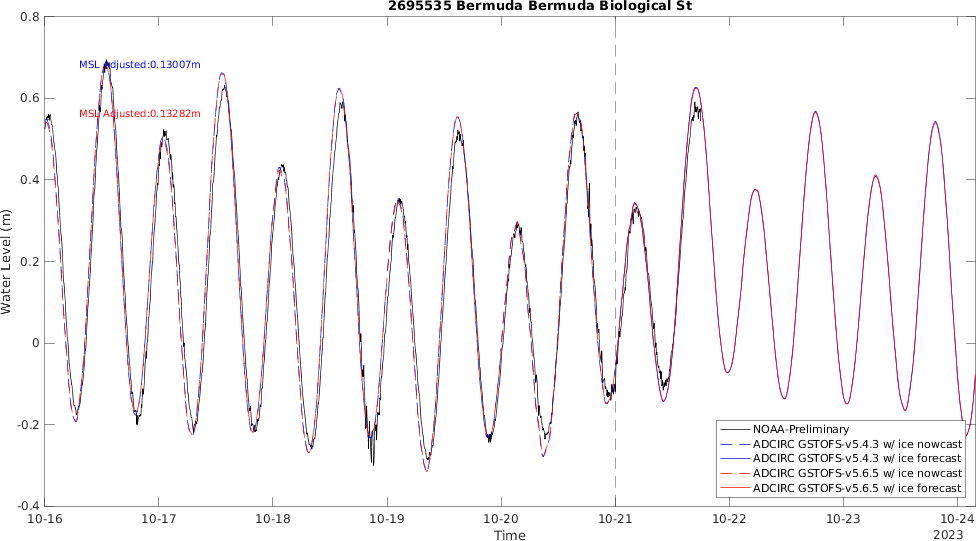 2695535 Bermuda Bermuda Biological St
0.8
MSL Adjusted:0.13007m
0.6
MSL Adjusted:0.13282m
0.4
Water Level (m)
0.2
0
-0.2
NOAA-Preliminary
ADCIRC GSTOFS-v5.4.3 w/ ice nowcast
ADCIRC GSTOFS-v5.4.3 w/ ice forecast
ADCIRC GSTOFS-v5.6.5 w/ ice nowcast
ADCIRC GSTOFS-v5.6.5 w/ ice forecast
-0.4
10-16 10-17 10-18 10-19 10-20 10-21 10-22 10-23 10-24
Time
2023